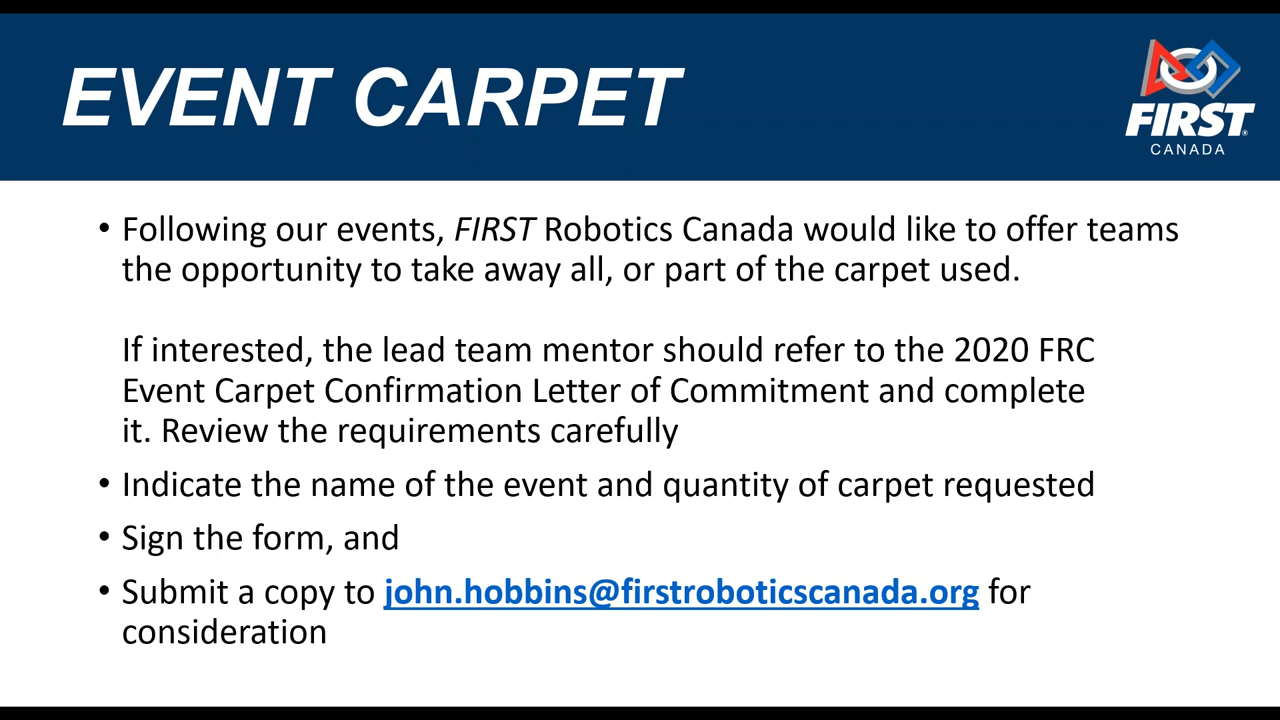 EVENT CARPET
FIRST®
CANADA
• Following our events, FIRST Robotics Canada would like to offer teams
the opportunity to take away all, or part of the carpet used.
If interested, the lead team mentor should refer to the 2020 FRC
Event Carpet Confirmation Letter of Commitment and complete
it. Review the requirements carefully
• Indicate the name of the event and quantity of carpet requested
• Sign the form, and
• Submit a copy to john.hobbins@firstroboticscanada.org for
consideration